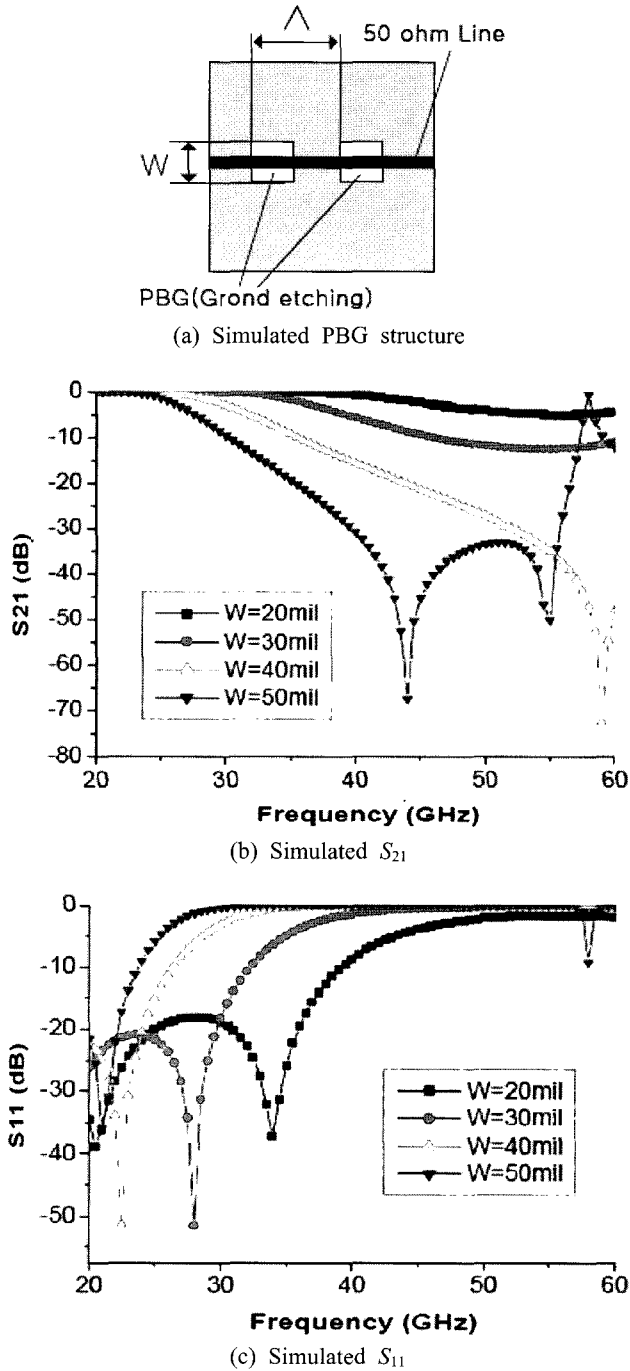 Λ
50 ohm Line
W
PBG(Grond etching)
(a) Simulated PBG structure
0
-10
-20
-30
-40
-50
-60
-70
-80
S21 (dB)
W=20mil
W=30mil
W=40mil
W=50mil
20 30 40 50 60
Frequency (GHz)
(b) Simulated S21
0
-10
-20
-30
-40
-50
S11 (dB)
W=20mil
W=30mil
W=40mil
W=50mil
20 30 40 50 60
Frequency (GHz)
(c) Simulated S11